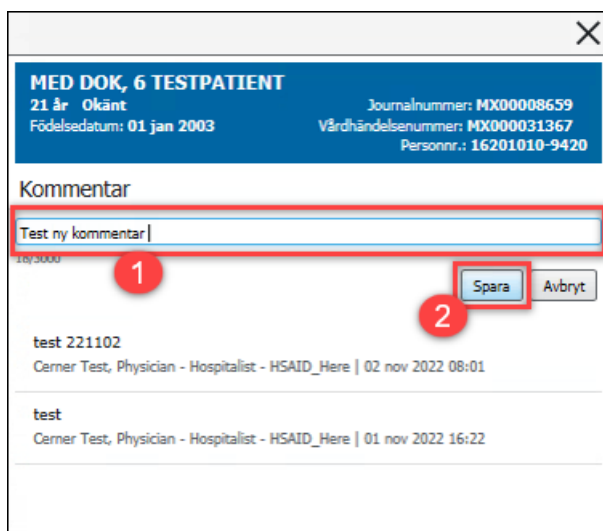 MED DOK, 6 TESTPATIENT
21 år Okänt Journalnummer: MX00008659
Födelsedatum: 01 jan 2003 Vårdhändelsenummer: MX000031367
Personnr.: 16201010-9420
Kommentar
Test ny kommentar
18/3000
1
Spara Avbryt
2
test 221102
Cerner Test, Physician - Hospitalist - HSAID_Here | 02 nov 2022 08:01
test
Cerner Test, Physician - Hospitalist - HSAID_Here | 01 nov 2022 16:22